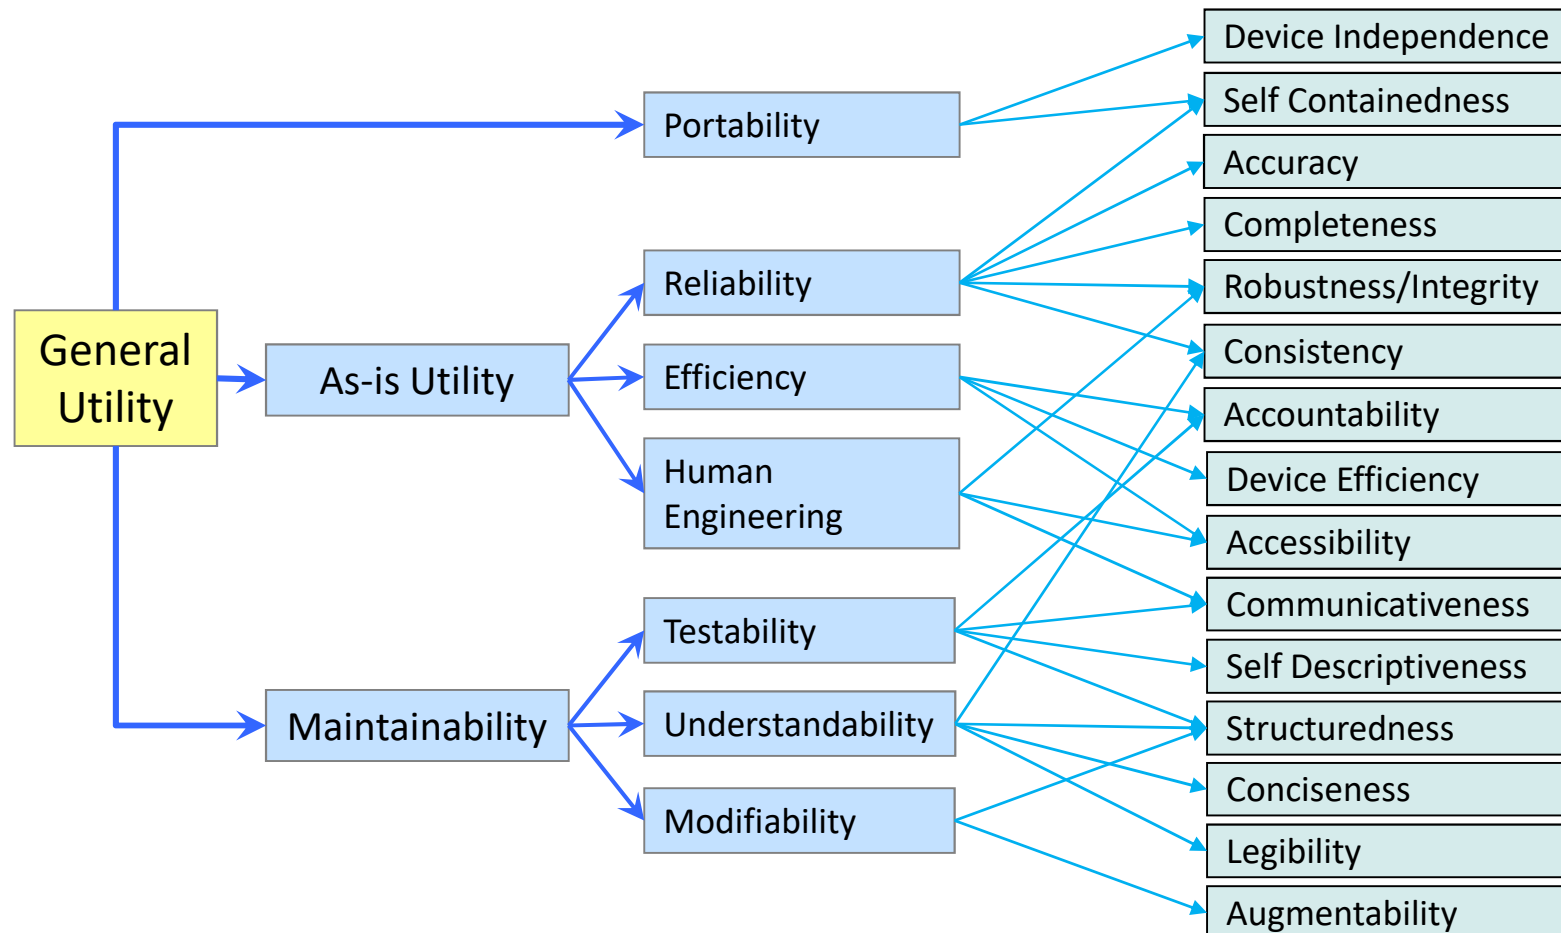 General
Utility
As-is Utility
Maintainability
Portability
Reliability
Efficiency
Human
Engineering
Testability
Understandability
Modifiability
Device Independence
Self Containedness
Accuracy
Completeness
Robustness/Integrity
Consistency
Accountability
Device Efficiency
Accessibility
Communicativeness
Self Descriptiveness
Structuredness
Conciseness
Legibility
Augmentability